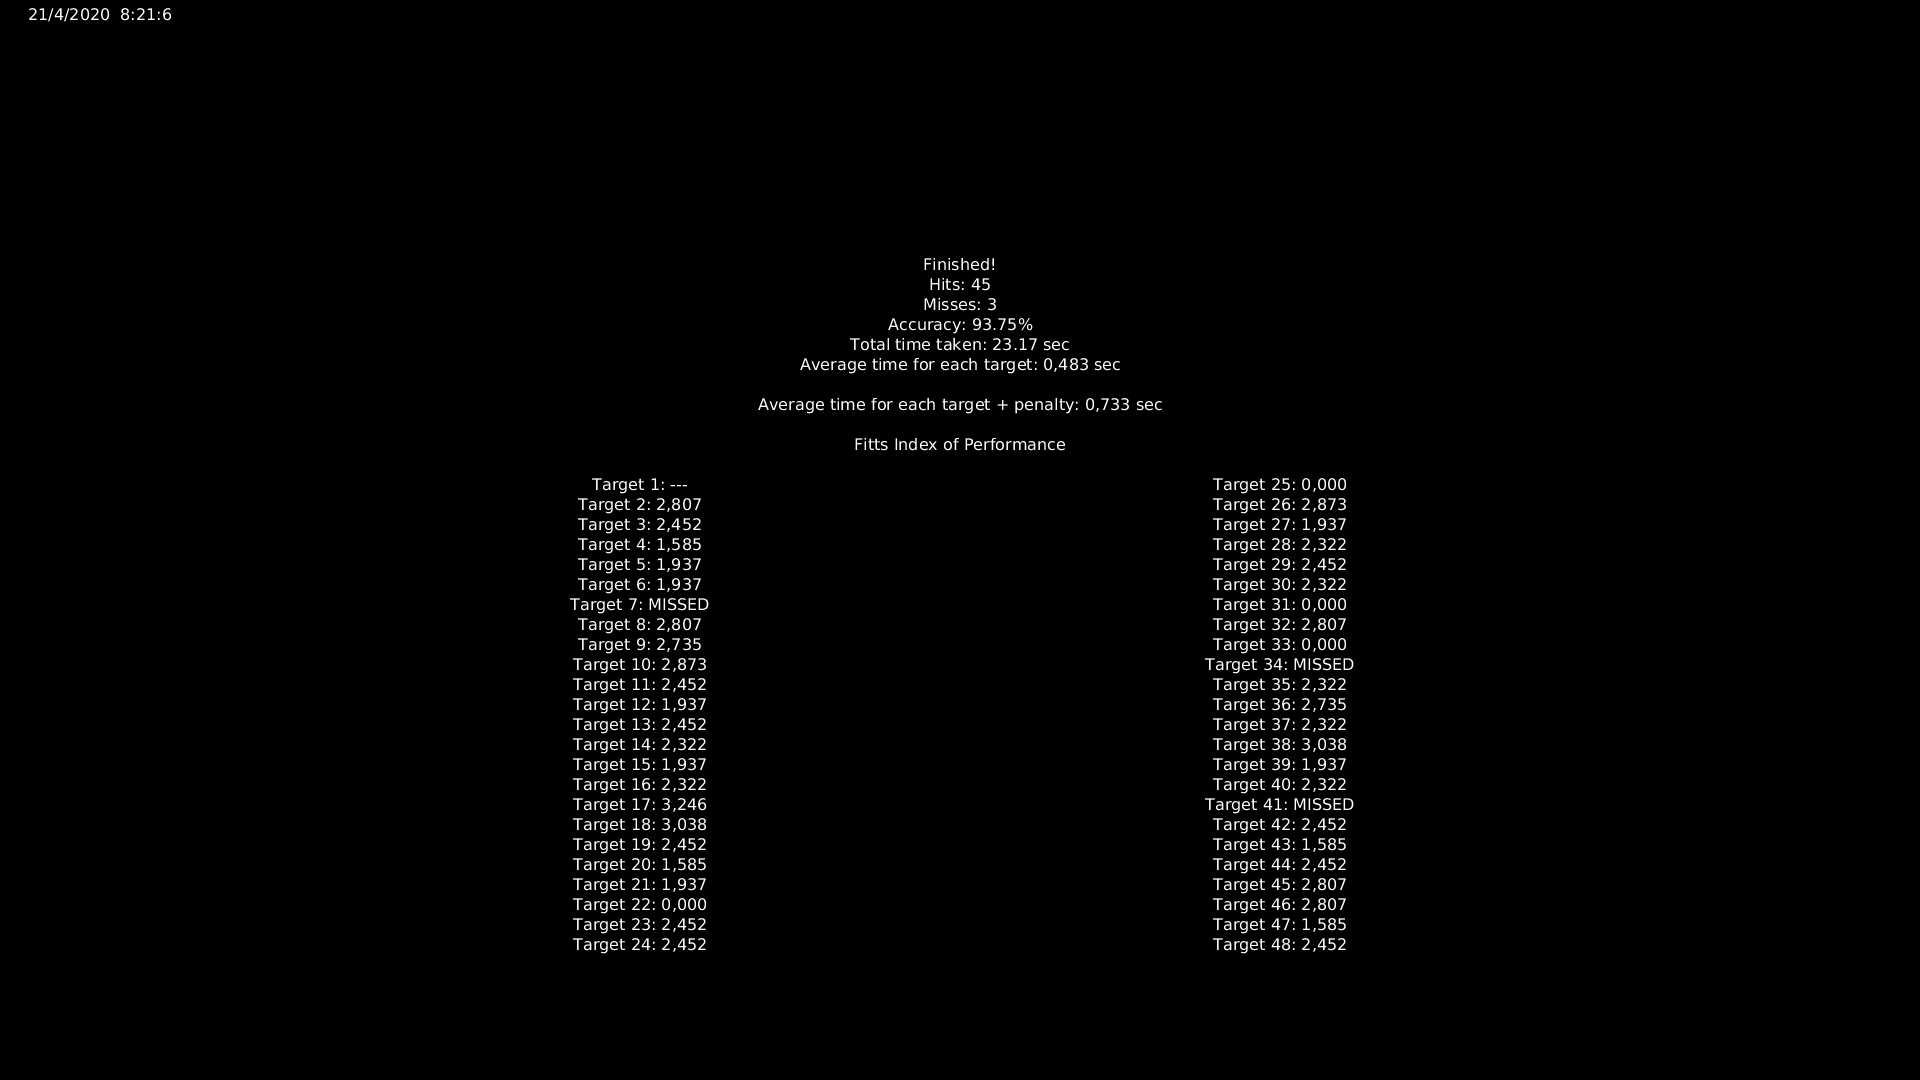 21/4/2020  8:21:6
Finished!
Hits: 45
Misses: 3
Accuracy: 93.75%
Total time taken: 23.17 sec
Average time for each target: 0,483 sec
Average time for each target + penalty: 0,733 sec
Fitts Index of Performance
Target 1: ---
Target 2: 2,807
Target 3: 2,452
Target 4: 1,585
Target 5: 1,937
Target 6: 1,937
Target 7: MISSED
Target 8: 2,807
Target 9: 2,735
Target 10: 2,873
Target 11: 2,452
Target 12: 1,937
Target 13: 2,452
Target 14: 2,322
Target 15: 1,937
Target 16: 2,322
Target 17: 3,246
Target 18: 3,038
Target 19: 2,452
Target 20: 1,585
Target 21: 1,937
Target 22: 0,000
Target 23: 2,452
Target 24: 2,452
Target 25: 0,000
Target 26: 2,873
Target 27: 1,937
Target 28: 2,322
Target 29: 2,452
Target 30: 2,322
Target 31: 0,000
Target 32: 2,807
Target 33: 0,000
Target 34: MISSED
Target 35: 2,322
Target 36: 2,735
Target 37: 2,322
Target 38: 3,038
Target 39: 1,937
Target 40: 2,322
Target 41: MISSED
Target 42: 2,452
Target 43: 1,585
Target 44: 2,452
Target 45: 2,807
Target 46: 2,807
Target 47: 1,585
Target 48: 2,452